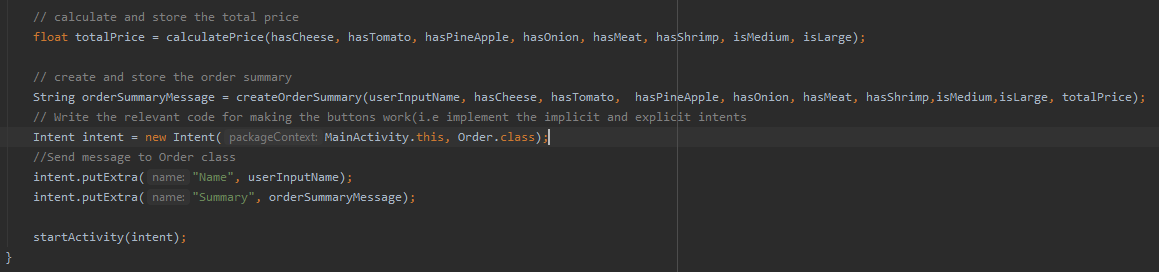 // calculate and store the total price
float totalPrice = calculatePrice(hasCheese, hasTomato, hasPineApple, hasOnion, hasMeat, hasShrimp, isMedium, isLarge);
// create and store the order summary
String orderSummaryMessage = createOrderSummary(userInputName, hasCheese, hasTomato,  hasPineApple, hasOnion, hasMeat, hasShrimp,isMedium,isLarge, totalPrice);
// Write the relevant code for making the buttons work(i.e implement the implicit and explicit intents
Intent intent = new Intent( packageContext: MainActivity.this, Order.class);
//Send message to Order class
intent.putExtra( name: "Name", userInputName);
intent.putExtra( name: "Summary", orderSummaryMessage);
startActivity(intent);
}